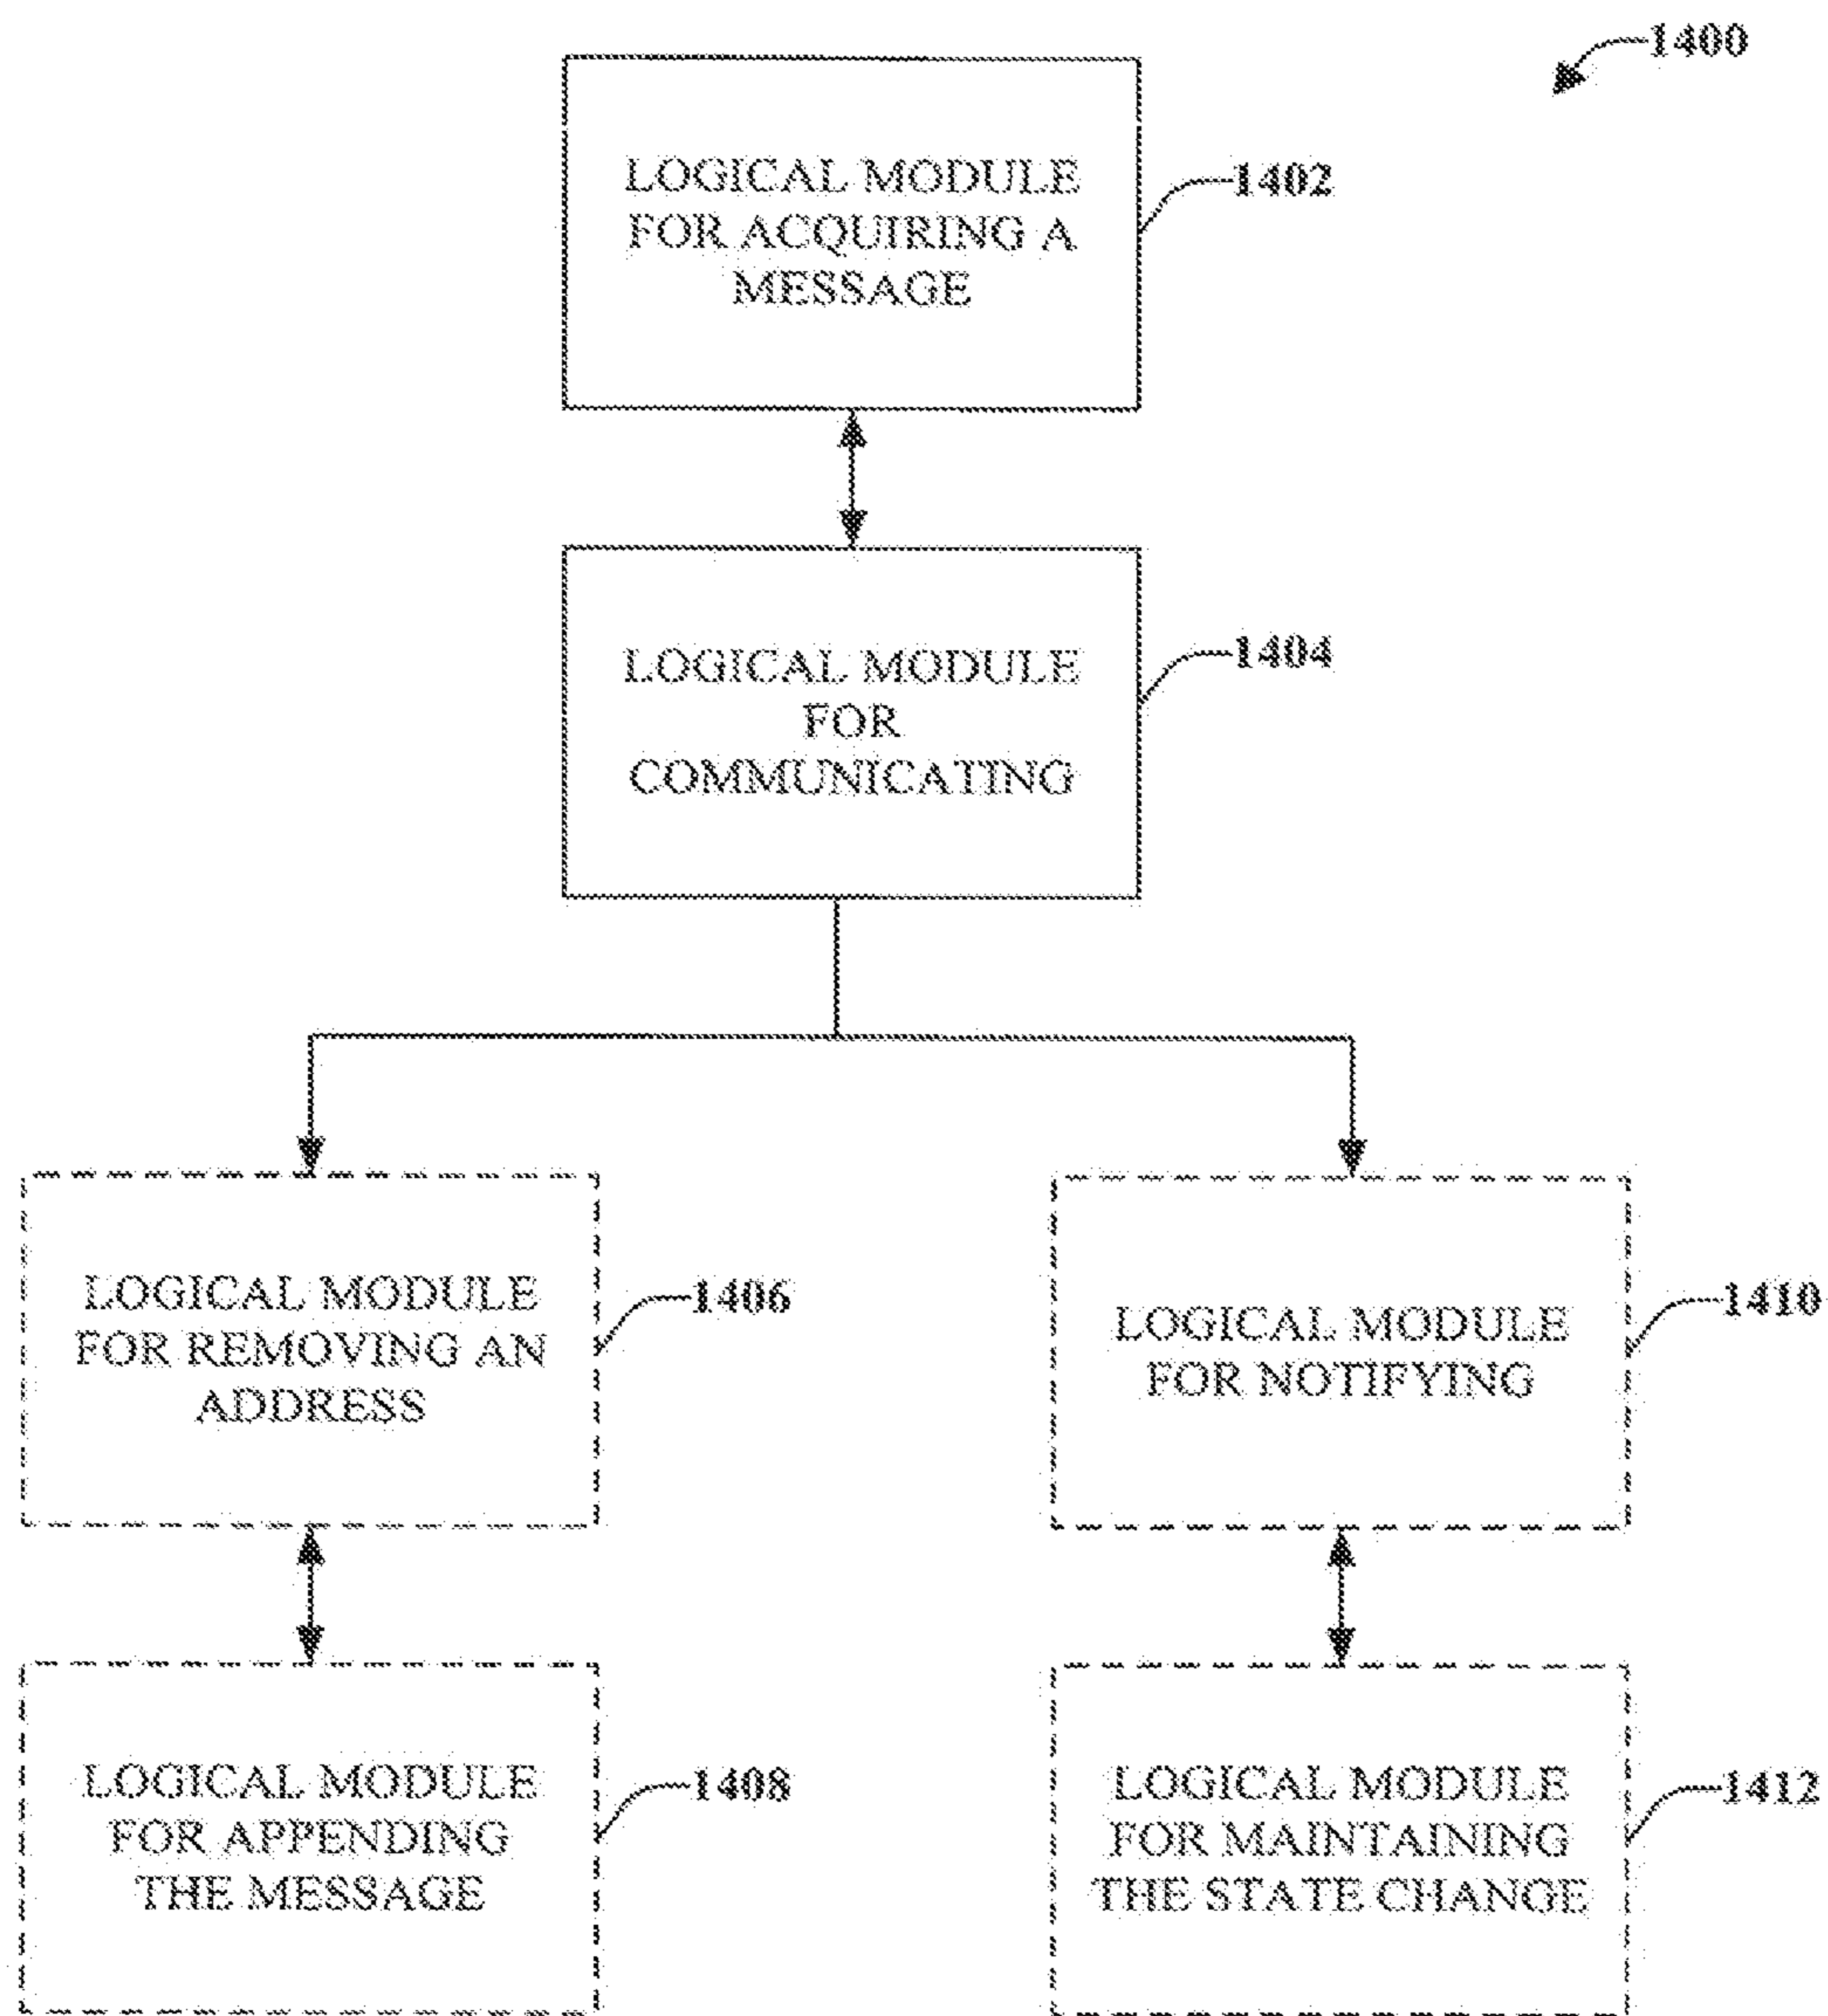 1400
LOGICAL MODULE
FOR ACQUIRING A
MESSAGE
1402
LOGICAL MODULE
FOR
COMMUNICATING
1404
LOGICAL MODULE
FOR REMOVING AN
ADDRESS
1406
LOGICAL MODULE
FOR NOTIFYING
1410
LOGICAL MODULE
FOR APPENDING
THE MESSAGE
1408
LOGICAL MODULE
FOR MAINTAINING
THE STATE CHANGE
1412